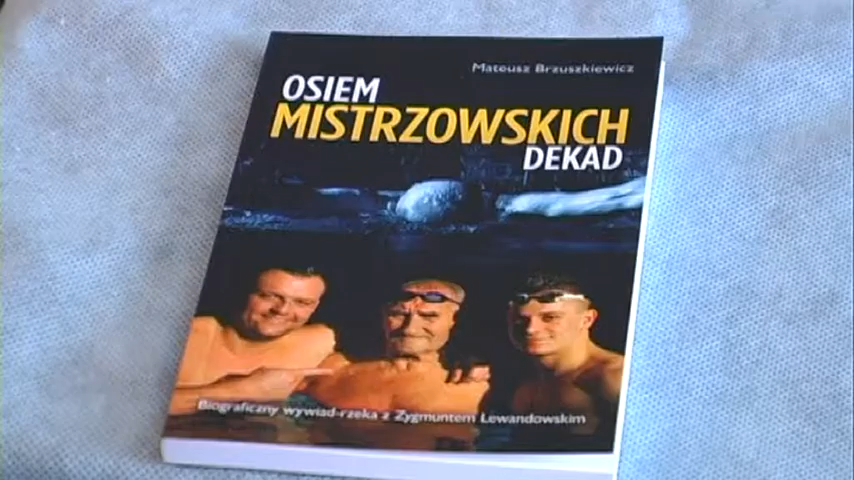 Mateusz Brzuszkiewicz
OSIEM
MISTRZOWSKICH
DEKAD
Biograficzny wywiad-rzeka z Zygmuntem Lewandowskim